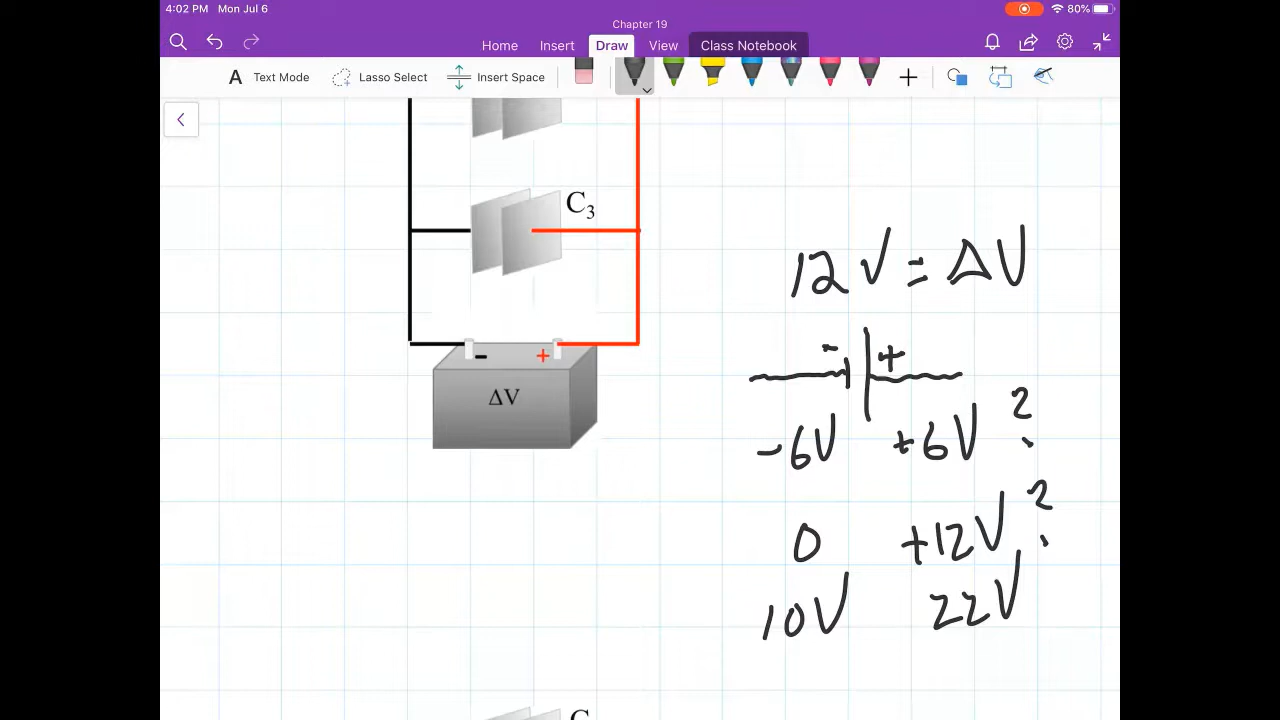 4:02 PM Mon Jul 6
80%
Chapter 19
Home Insert Draw View Class Notebook
A Text Mode Lasso Select Insert Space
C3
12V = ΔV
- +
- +
ΔV
-6V +6V ?
0 +12V ?
10V 22V